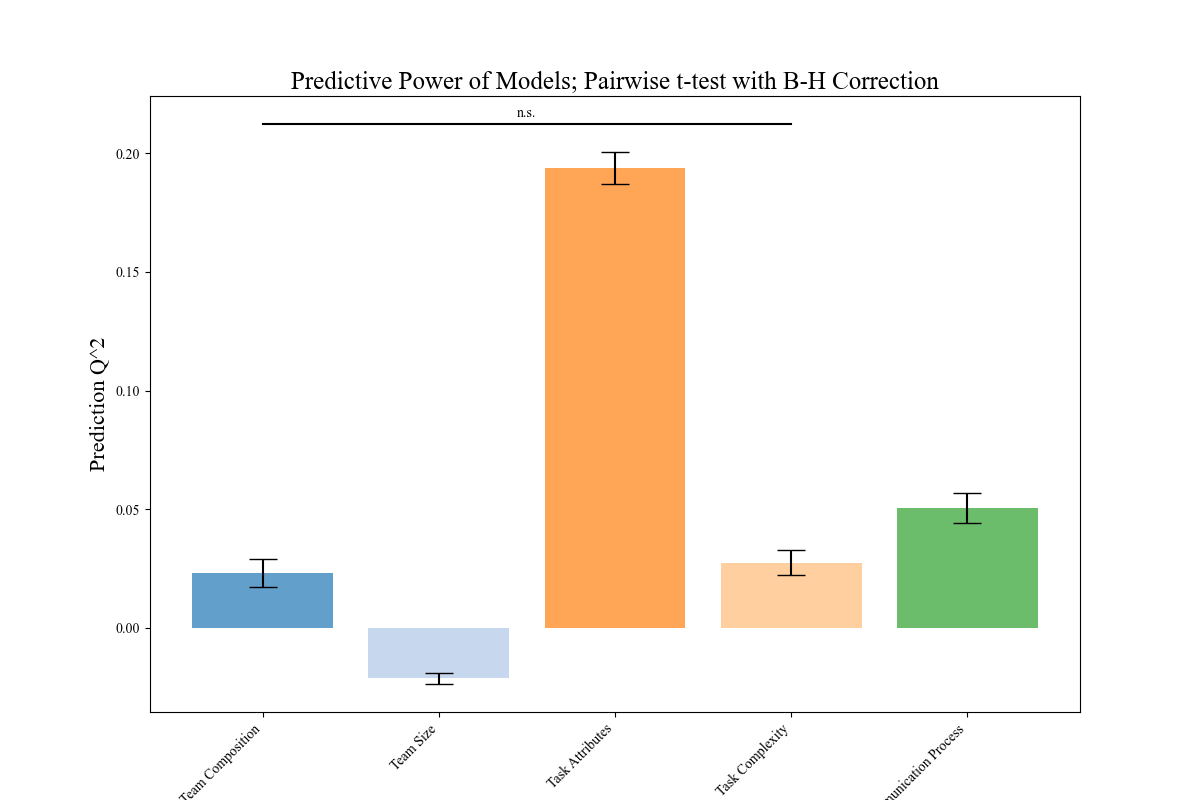 Predictive Power of Models; Pairwise t-test with B-H Correction
n.s.
0.20
0.15
0.10
0.05
0.00
Prediction Q^2
Team Composition
Team Size
Task Attributes
Task Complexity
Process